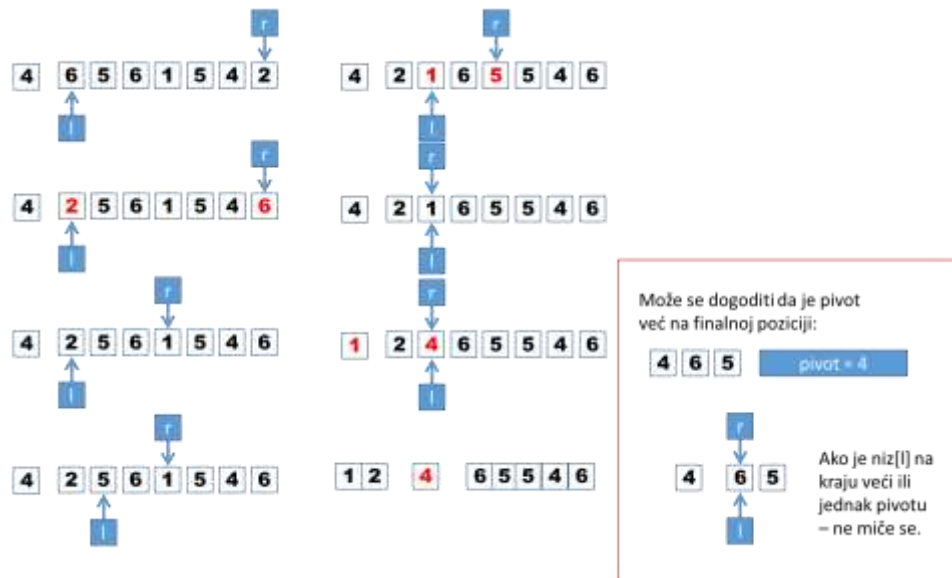 r
4 6 5 6 1 5 4 2
l
r
4 2 5 6 1 5 4 6
l
r
4 2 5 6 1 5 4 6
l
r
4 2 5 6 1 5 4 6
l
r
4 2 1 6 5 5 4 6
l
r
4 2 1 6 5 5 4 6
l
r
1 2 4 6 5 5 4 6
l
1 2 4 6 5 5 4 6
Može se dogoditi da je pivot
već na finalnoj poziciji:
4 6 5 pivot = 4
r
4 6 5
l
Ako je niz[l] na
kraju veći ili
jednak pivotu
– ne miče se.